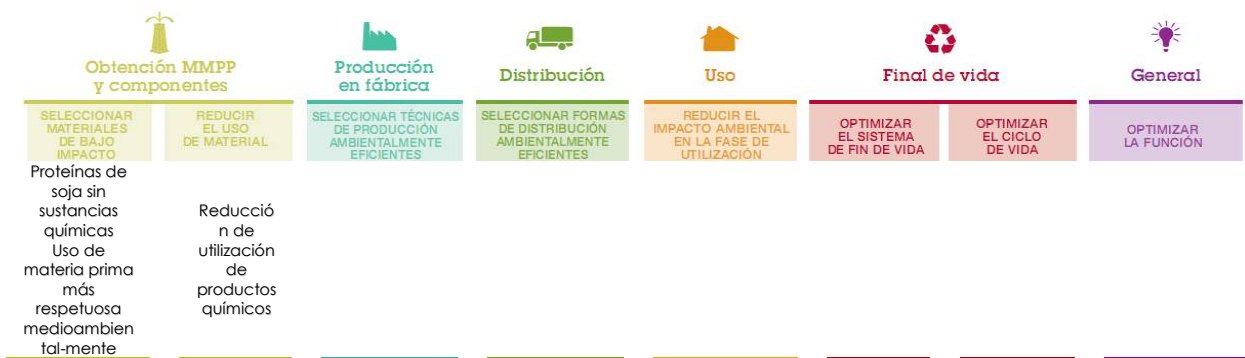 Obtención MMPP
y componentes
Producción
en fábrica
Distribución
Uso
Final de vida
General
SELECCIONAR
MATERIALES
DE BAJO
IMPACTO
REDUCIR
EL USO
DE MATERIAL
SELECCIONAR TÉCNICAS
DE PRODUCCIÓN
AMBIENTALMENTE
EFICIENTES
SELECCIONAR FORMAS
DE DISTRIBUCIÓN
AMBIENTALMENTE
EFICIENTES
REDUCIR EL
IMPACTO AMBIENTAL
EN LA FASE DE
UTILIZACIÓN
OPTIMIZAR
EL SISTEMA
DE FIN DE VIDA
OPTIMIZAR
EL CICLO
DE VIDA
OPTIMIZAR
LA FUNCIÓN
Proteínas de
soja sin
sustancias
químicas
Uso de
materia prima
más
respetuosa
medioambien
tal-mente
Reducció
n de
utilización
de
productos
químicos